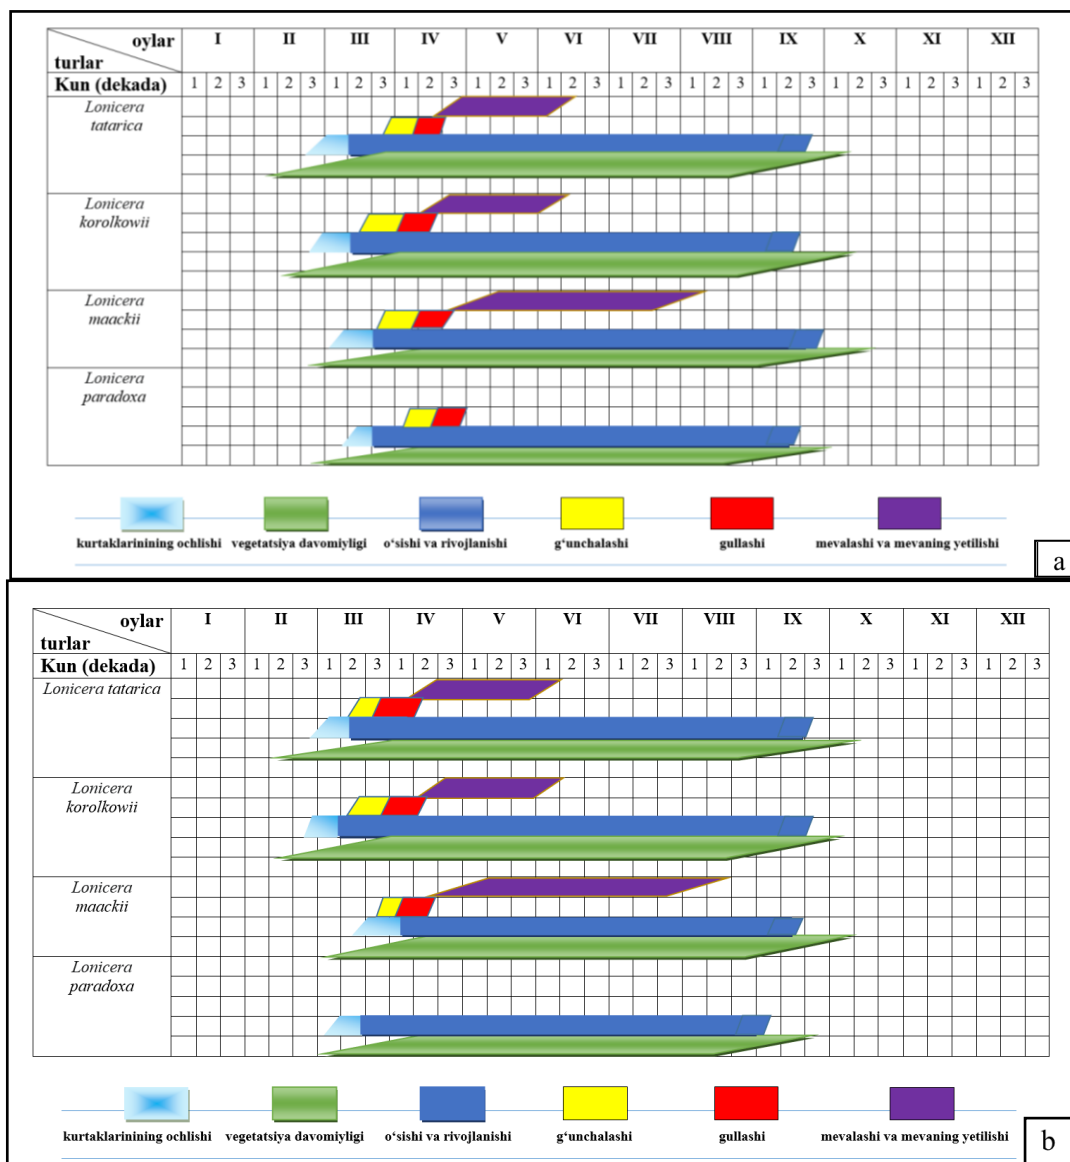 oylar I II III IV V VI VII VIII IX X XI XII
turlar
Kun (dekada) 1 2 3 1 2 3 1 2 3 1 2 3 1 2 3 1 2 3 1 2 3 1 2 3 1 2 3 1 2 3 1 2 3 1 2 3
Lonicera
tatarica
Lonicera
korolkowii
Lonicera
maackii
Lonicera
paradoxa
kurtaklarinining ochlishi vegetatsiya davomiyligi o‘sishi va rivojlanishi g‘unchalashi gullashi mevalashi va mevaning yetilishi
a
oylar I II III IV V VI VII VIII IX X XI XII
turlar
Kun (dekada) 1 2 3 1 2 3 1 2 3 1 2 3 1 2 3 1 2 3 1 2 3 1 2 3 1 2 3 1 2 3 1 2 3 1 2 3
Lonicera tatarica
Lonicera
korolkowii
Lonicera
maackii
Lonicera
paradoxa
kurtaklarinining ochlishi vegetatsiya davomiyligi o‘sishi va rivojlanishi g‘unchalashi gullashi mevalashi va mevaning yetilishi
b